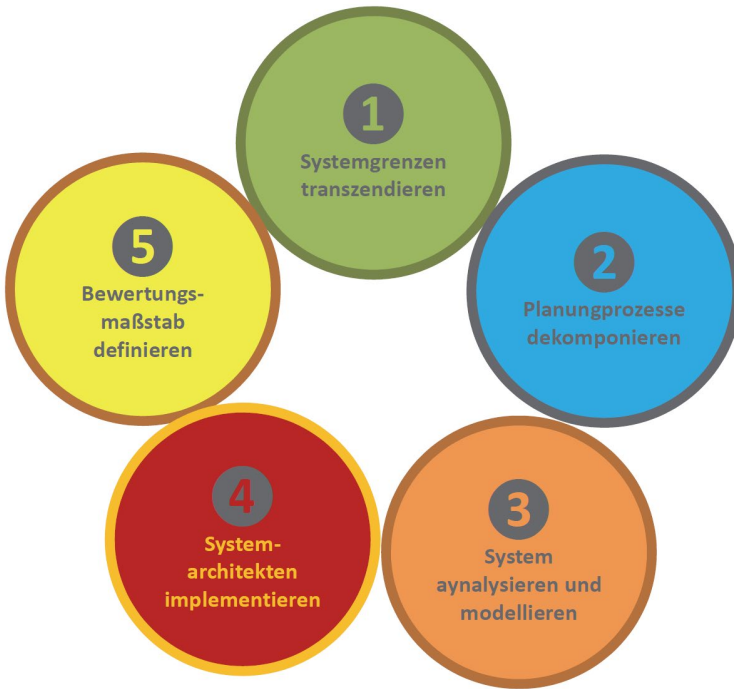 1
Systemgrenzen
transzendieren
2
Planungprozesse
dekomponieren
3
System
aynalysieren und
modellieren
4
System-
architekten
implementieren
5
Bewertungs-
maßstab
definieren